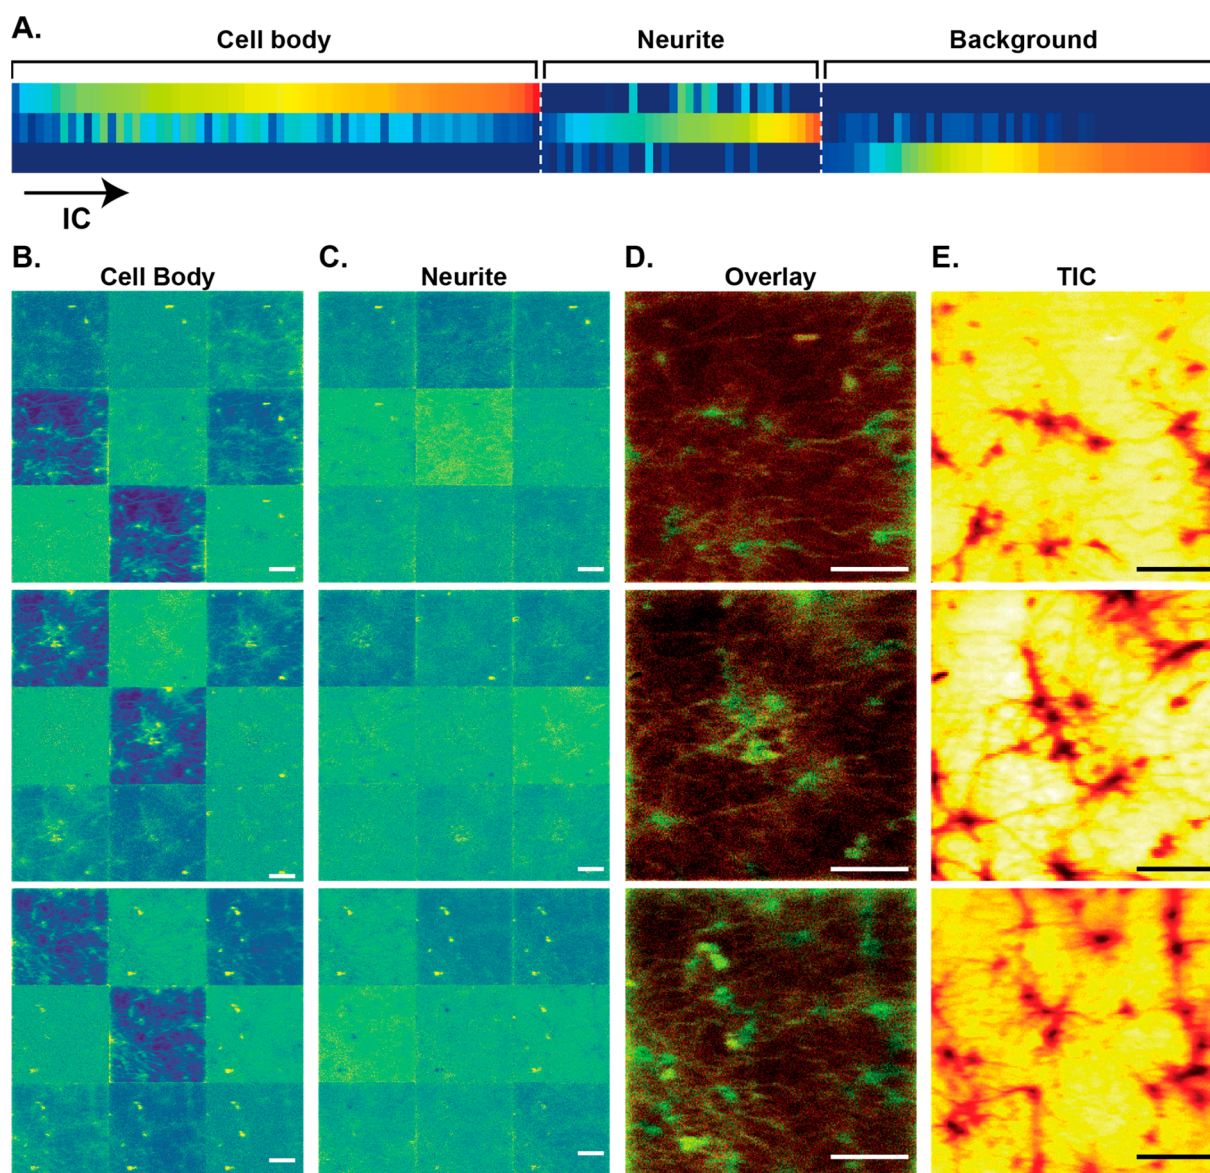 A.
Cell body Neurite Background
IC
B. C. D. E.
Cell Body Neurite Overlay TIC